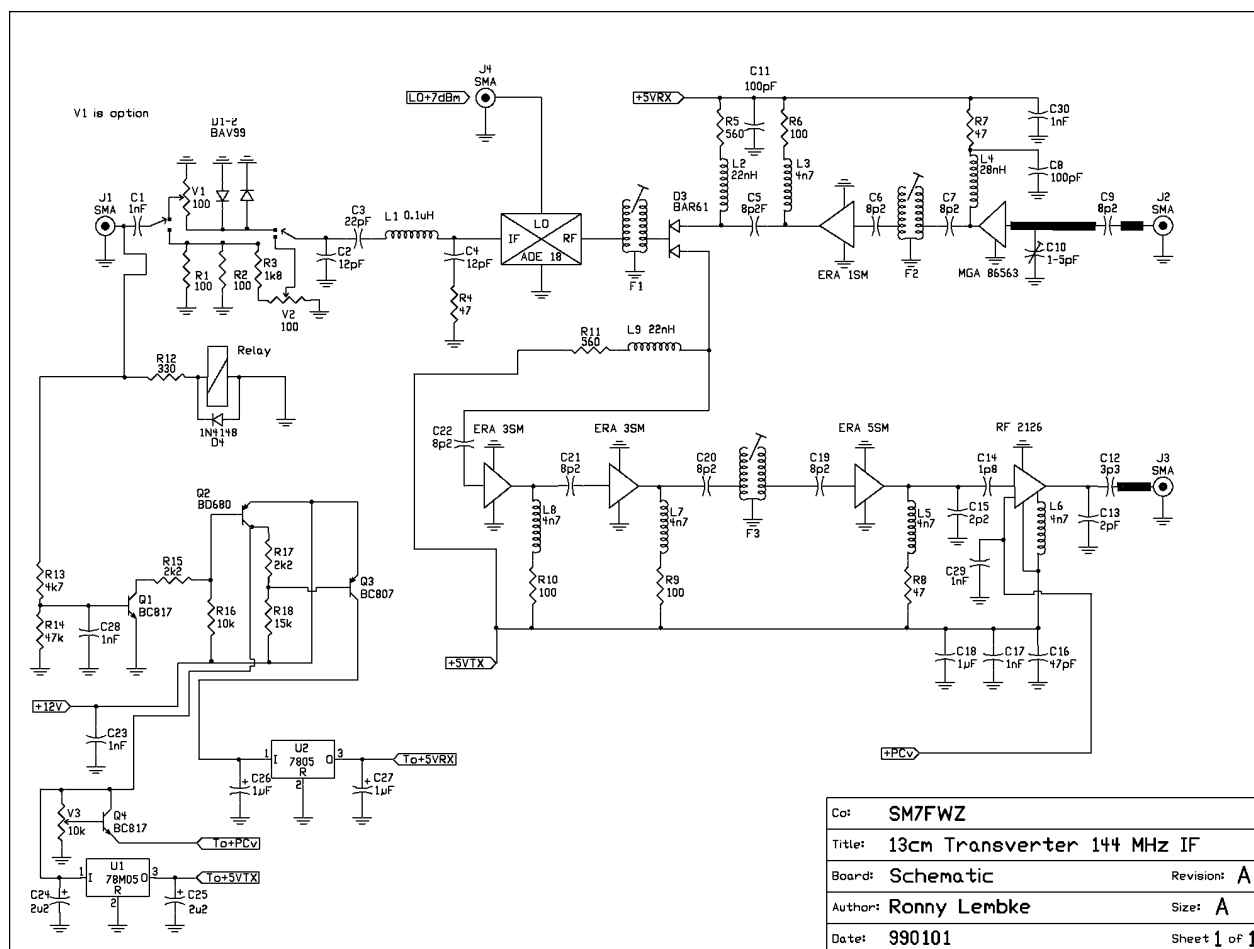 V1 is option
D1-2
BAV99
J1
SMA
C1
1nF
V1
100
R1
100
R2
100
R3
1k8
V2
100
C3
22pF
C2
12pF
L1 0.1uH
C4
12pF
R4
47
LO+7dBm
J4
SMA
LO
IF
RF
ADE 18
F1
D3
BAR61
+5VRX
R5
560
C11
100pF
L2
22nH
C5
8p2F
R6
100
L3
4n7
ERA 1SM
C6
8p2
F2
C7
8p2
R7
47
L4
28nH
C30
1nF
C8
100pF
MGA 86563
C10
1-5pF
C9
8p2
J2
SMA
R11
560
L9 22nH
R12
330
Relay
1N4148
D4
C22
8p2
ERA 3SM
L8
4n7
R10
100
C21
8p2
ERA 3SM
L7
4n7
R9
100
C20
8p2
F3
C19
8p2
ERA 5SM
L5
4n7
R8
47
C14
1p8
C15
2p2
RF 2126
L6
4n7
C29
1nF
C12
3p3
C13
2pF
J3
SMA
+5VTX
C18
1µF
C17
1nF
C16
47pF
+PCv
Q2
BD680
R13
4k7
R14
47k
C28
1nF
Q1
BC817
R15
2k2
R16
10k
R17
2k2
R18
15k
Q3
BC807
+12V
C23
1nF
C26
1µF
+
1
I
U2
7805
R
2
O
3
+
C27
1µF
To+5VRX
V3
10k
Q4
BC817
To+PCv
C24
2u2
+
1
I
U1
78M05
R
2
O
3
+
C25
2u2
To+5VTX
Co: SM7FWZ
Title: 13cm Transverter 144 MHz IF
Board: Schematic Revision: A
Author: Ronny Lembke Size: A
Date: 990101 Sheet 1 of 1